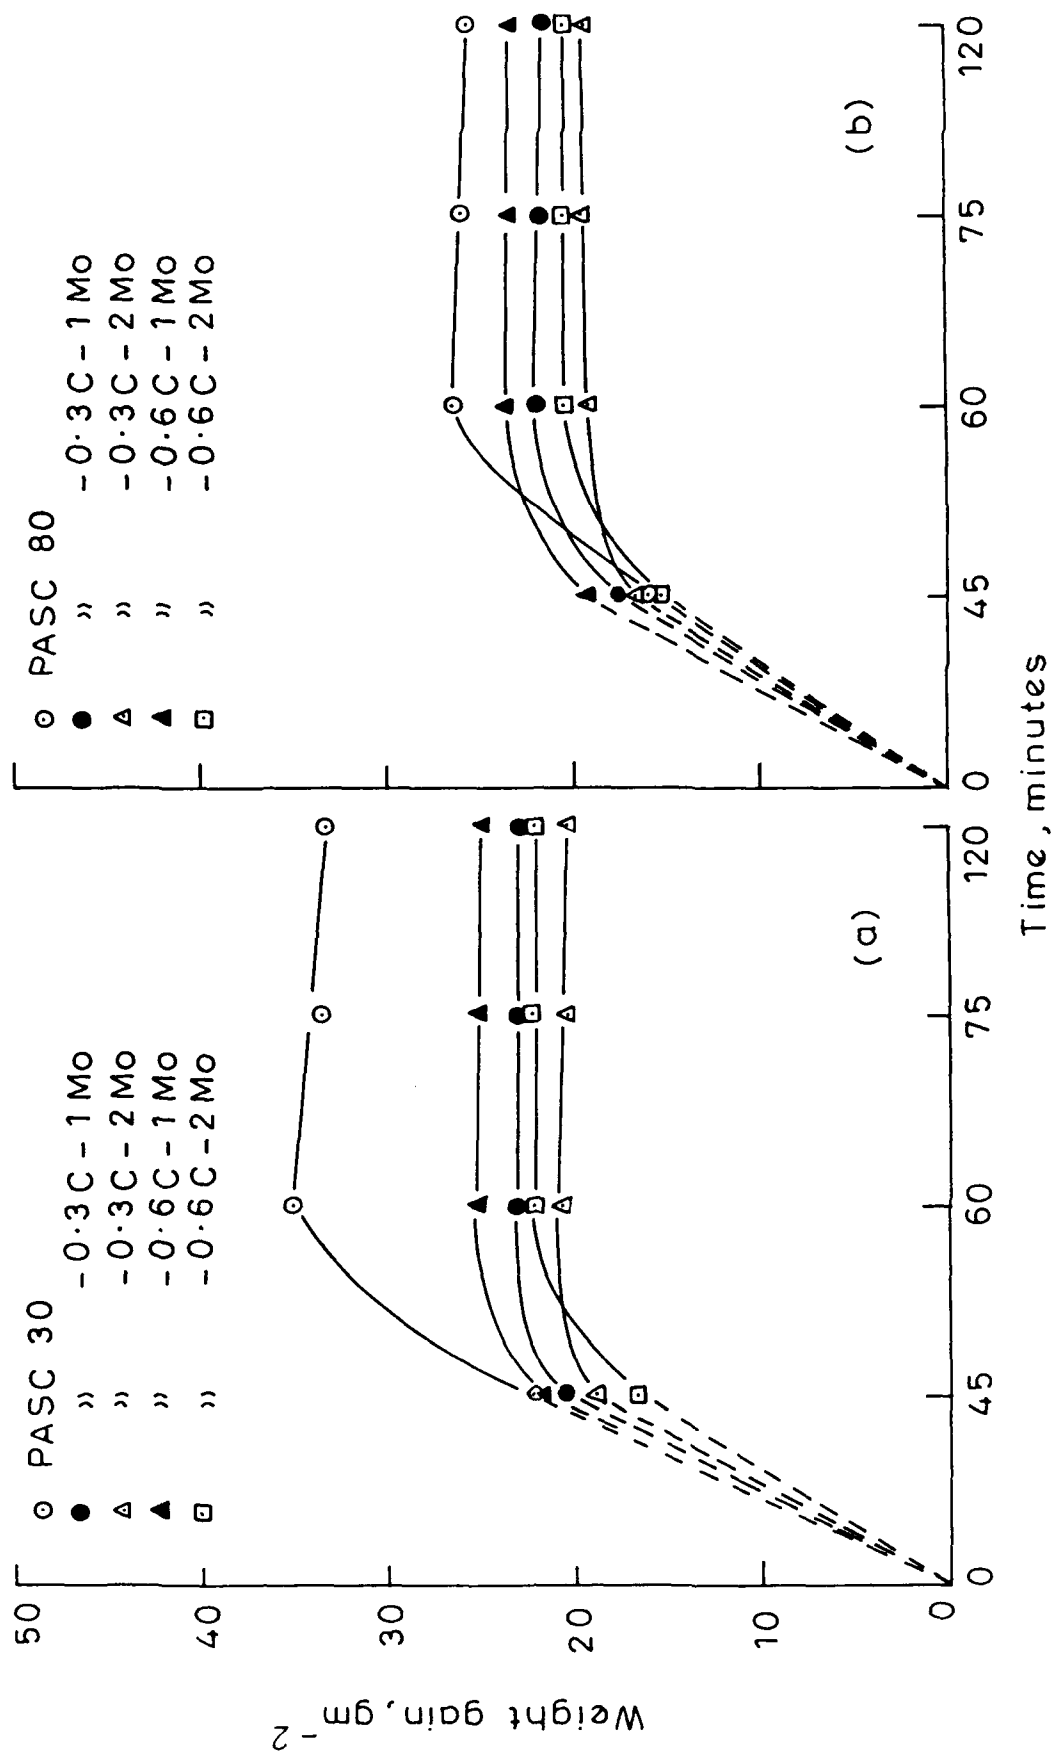 PASC 30
" -0·3C-1Mo
" -0·3C-2Mo
" -0·6C-1Mo
" -0·6C-2Mo
PASC 80
" -0·3C-1Mo
" -0·3C-2Mo
" -0·6C-1Mo
" -0·6C-2Mo
50
40
30
20
10
0
Weight gain, gm⁻²
(a)
(b)
0 45 60 75 120
0 45 60 75 120
Time, minutes